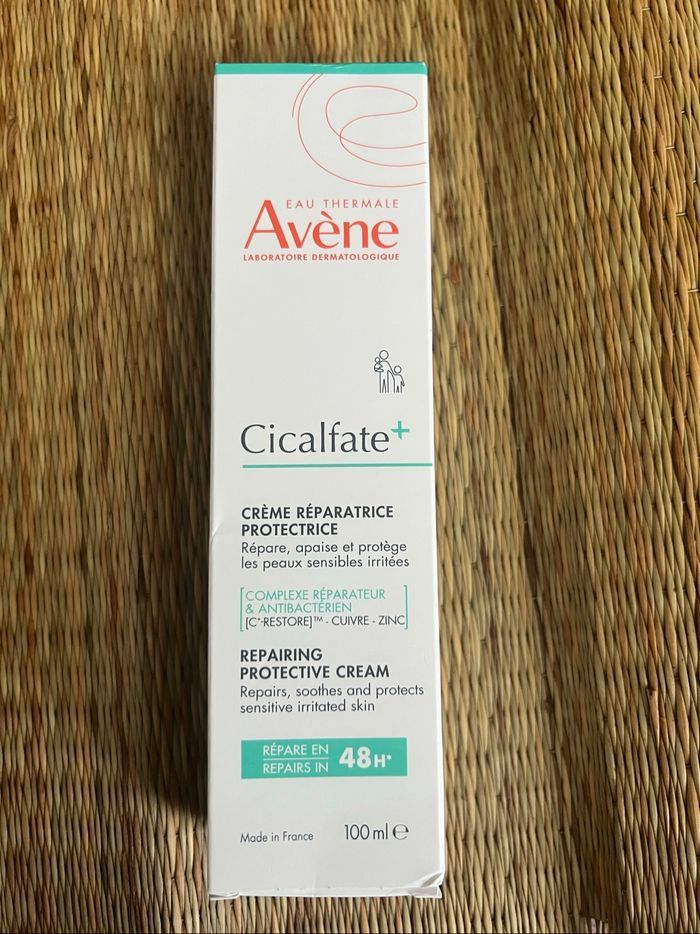 EAU THERMALE
Avène
LABORATOIRE DERMATOLOGIQUE
Cicalfate+
CRÈME RÉPARATRICE
PROTECTRICE
Répare, apaise et protège
les peaux sensibles irritées
COMPLEXE RÉPARATEUR
& ANTIBACTÉRIEN
[C+-RESTORE]™ - CUIVRE - ZINC
REPAIRING
PROTECTIVE CREAM
Repairs, soothes and protects
sensitive irritated skin
RÉPARE EN
REPAIRS IN
48H*
Made in France
100 ml ℮